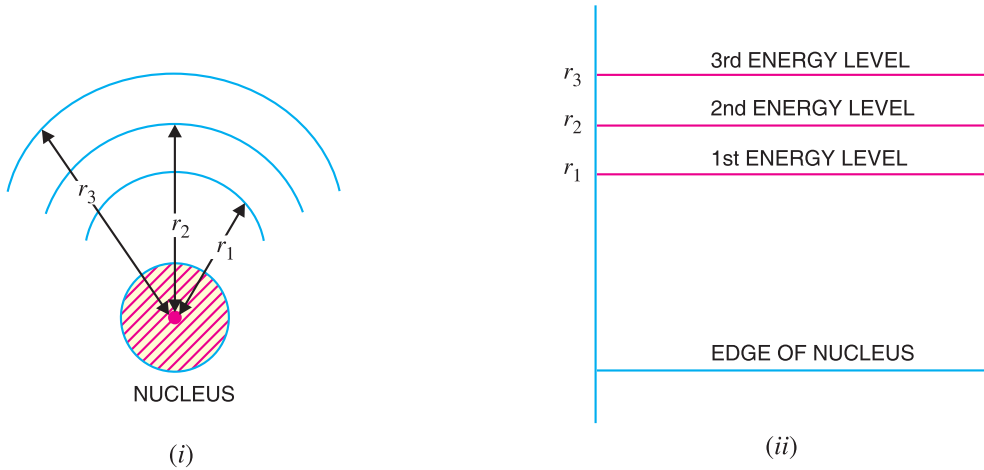 r3
r2
r1
NUCLEUS
(i)
3rd ENERGY LEVEL
r3
2nd ENERGY LEVEL
r2
1st ENERGY LEVEL
r1
EDGE OF NUCLEUS
(ii)